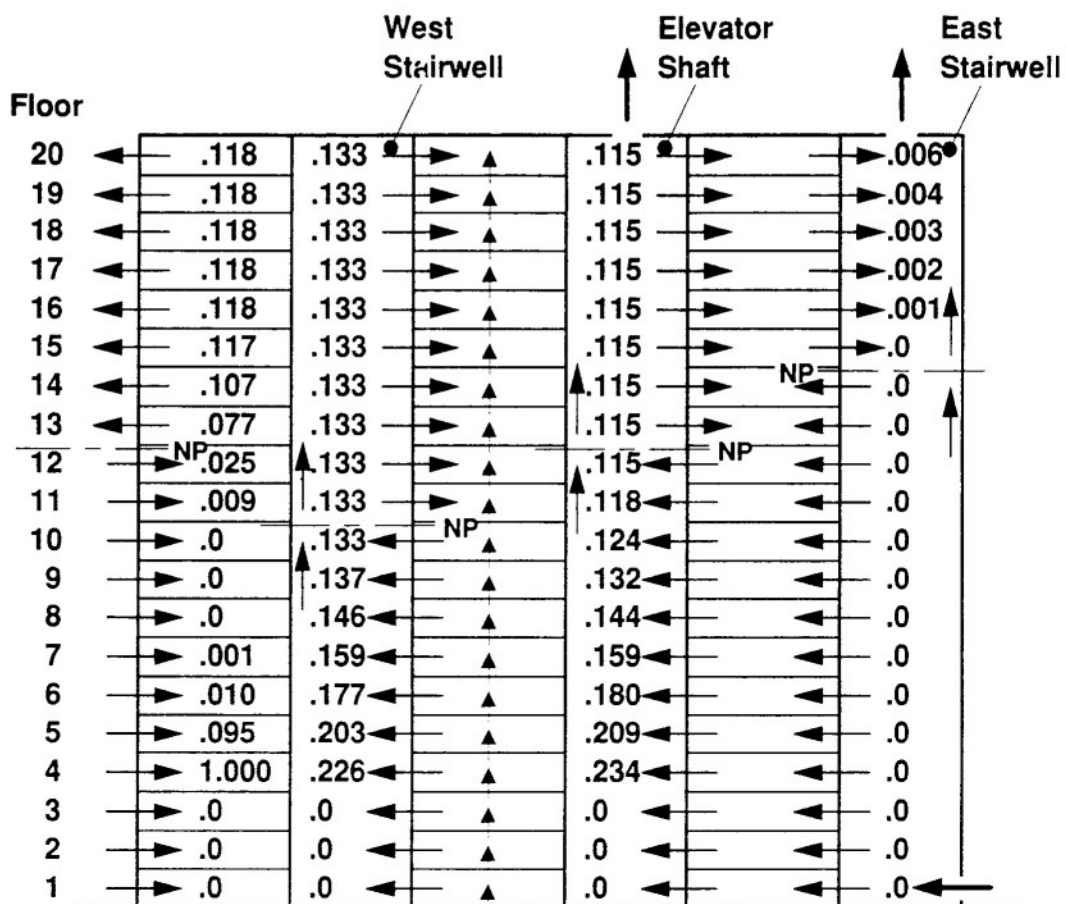 West Stairwell
Elevator Shaft
East Stairwell
Floor
20 .118 .133 .115 .006
19 .118 .133 .115 .004
18 .118 .133 .115 .003
17 .118 .133 .115 .002
16 .118 .133 .115 .001
15 .117 .133 .115 .0
14 .107 .133 .115 NP .0
13 .077 .133 .115 .0
NP NP
12 .025 .133 .115 .0
11 .009 .133 .118 .0
NP
10 .0 .133 .124 .0
9 .0 .137 .132 .0
8 .0 .146 .144 .0
7 .001 .159 .159 .0
6 .010 .177 .180 .0
5 .095 .203 .209 .0
4 1.000 .226 .234 .0
3 .0 .0 .0 .0
2 .0 .0 .0 .0
1 .0 .0 .0 .0